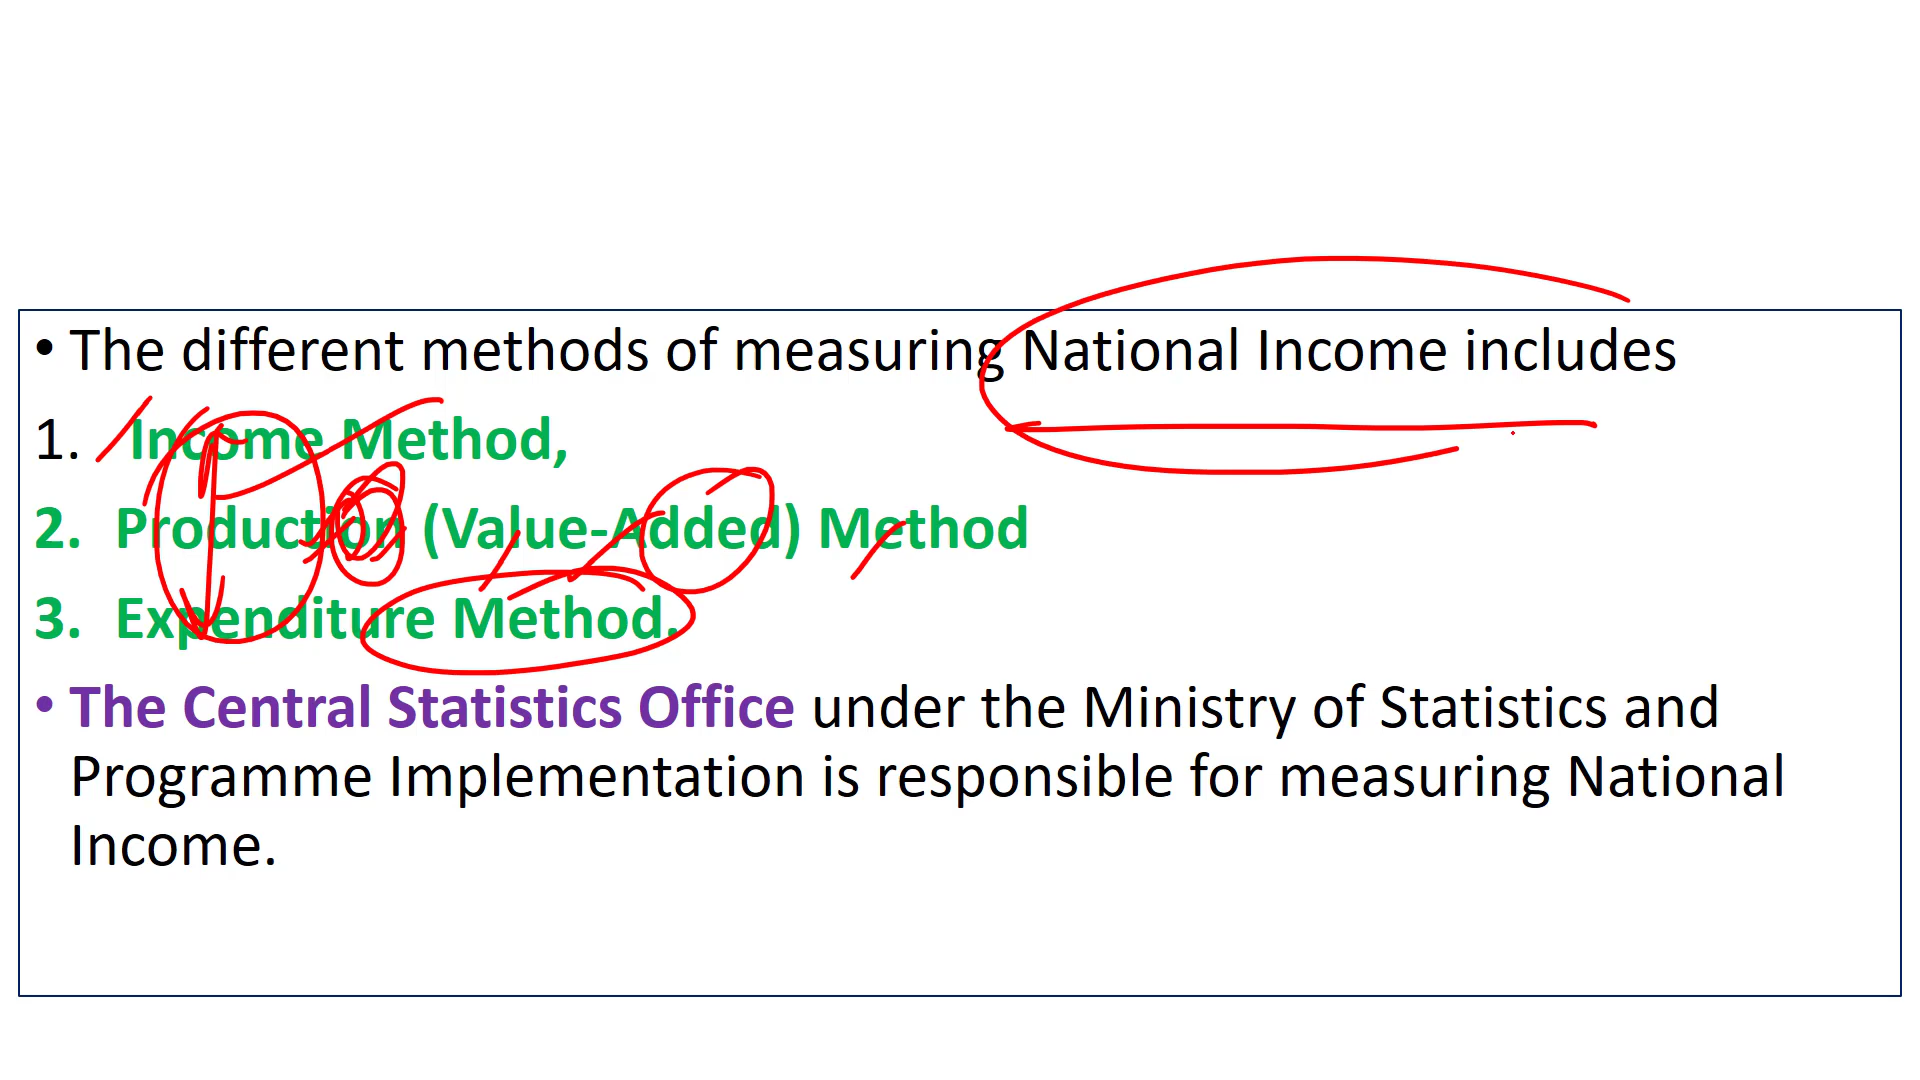 • The different methods of measuring National Income includes
1. Income Method,
2. Production (Value-Added) Method
3. Expenditure Method.
• The Central Statistics Office under the Ministry of Statistics and
Programme Implementation is responsible for measuring National
Income.